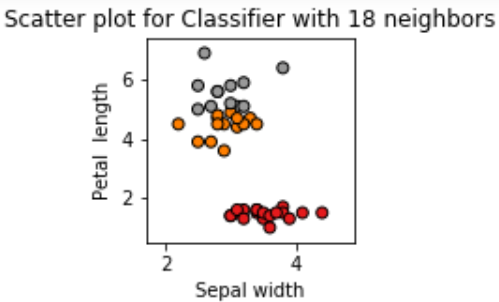 Scatter plot for Classifier with 18 neighbors
6
4
2
Petal length
2 4
Sepal width